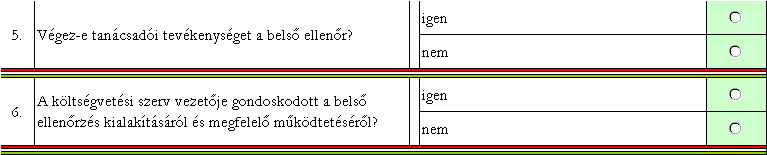 igen
5. Végez-e tanácsadói tevékenységet a belső ellenőr?
nem
igen
6. A költségvetési szerv vezetője gondoskodott a belső
ellenőrzés kialakításáról és megfelelő működtetéséről?
nem